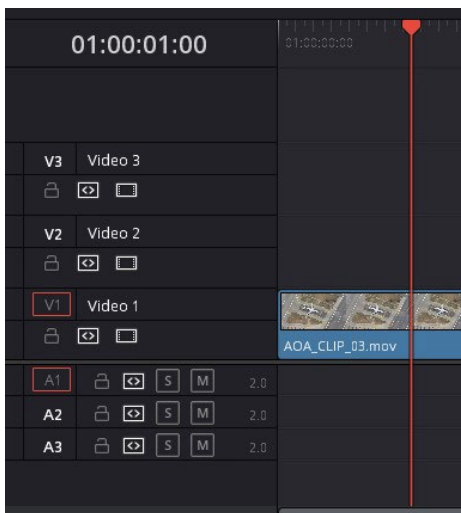 01:00:01:00
01:00:00:00
V3 Video 3
V2 Video 2
V1 Video 1
AOA_CLIP_03.mov
A1 S M 2.0
A2 S M 2.0
A3 S M 2.0